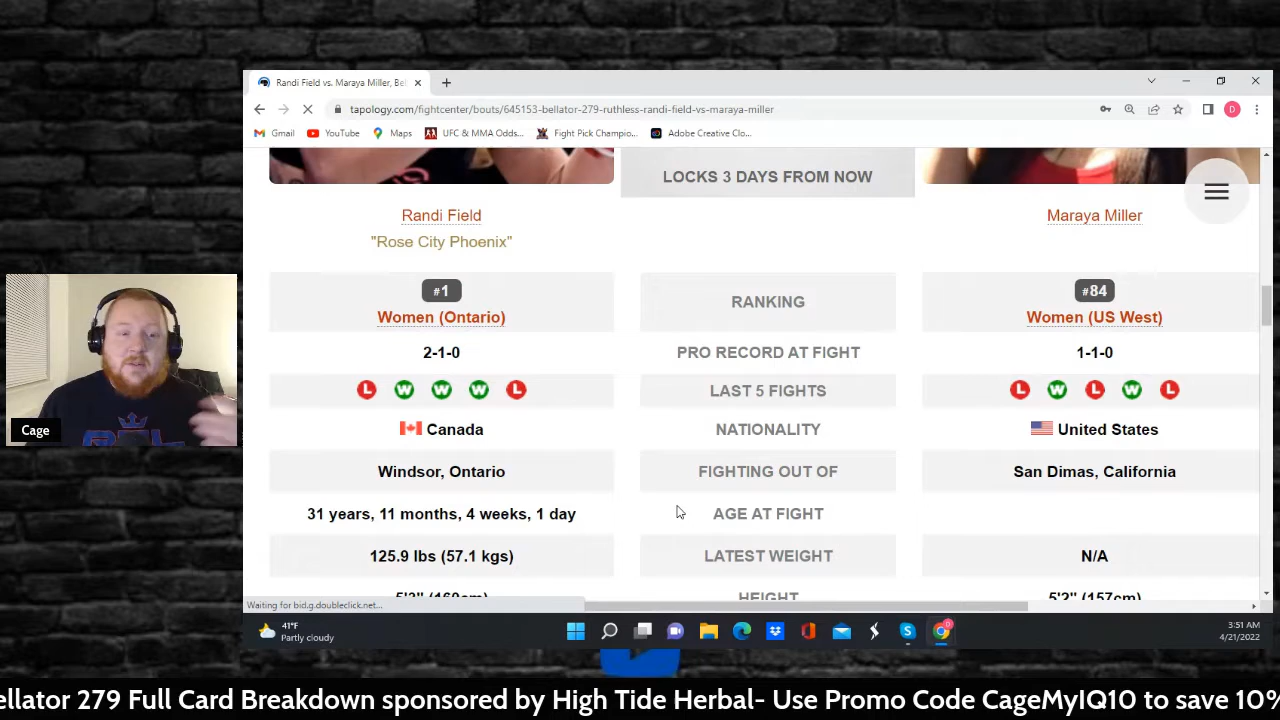 Randi Field vs. Maraya Miller, Bel
tapology.com/fightcenter/bouts/645153-bellator-279-ruthless-randi-field-vs-maraya-miller
D
Gmail YouTube Maps UFC & MMA Odds... Fight Pick Champio... Adobe Creative Clo...
LOCKS 3 DAYS FROM NOW
Randi Field Maraya Miller
"Rose City Phoenix"
#1 RANKING #84
Women (Ontario) Women (US West)
2-1-0 PRO RECORD AT FIGHT 1-1-0
L W W W L LAST 5 FIGHTS L W L W L
Canada NATIONALITY United States
Windsor, Ontario FIGHTING OUT OF San Dimas, California
31 years, 11 months, 4 weeks, 1 day AGE AT FIGHT
125.9 lbs (57.1 kgs) LATEST WEIGHT N/A
5'3" (160cm) HEIGHT 5'2" (157cm)
Cage
Waiting for bid.g.doubleclick.net...
41°F
Partly cloudy
3:51 AM
4/21/2022
ellator 279 Full Card Breakdown sponsored by High Tide Herbal- Use Promo Code CageMyIQ10 to save 10%